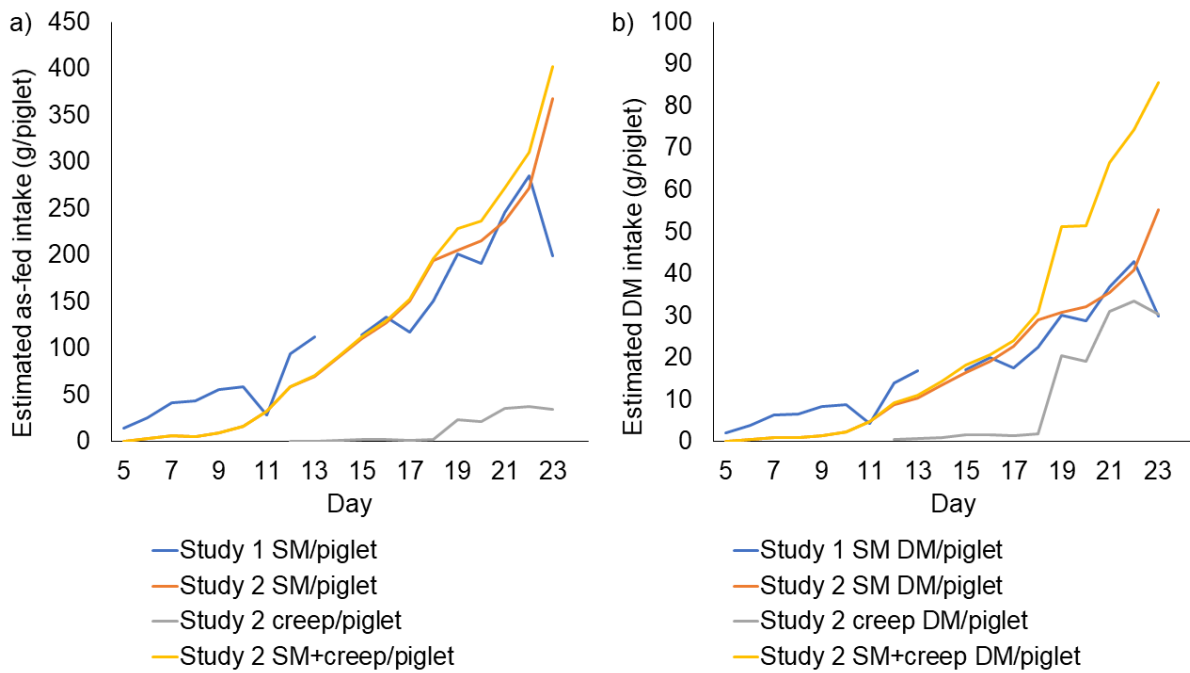 a)
Estimated as-fed intake (g/piglet)
450
400
350
300
250
200
150
100
50
0
5 7 9 11 13 15 17 19 21 23
Day
Study 1 SM/piglet
Study 2 SM/piglet
Study 2 creep/piglet
Study 2 SM+creep/piglet
b)
Estimated DM intake (g/piglet)
100
90
80
70
60
50
40
30
20
10
0
5 7 9 11 13 15 17 19 21 23
Day
Study 1 SM DM/piglet
Study 2 SM DM/piglet
Study 2 creep DM/piglet
Study 2 SM+creep DM/piglet